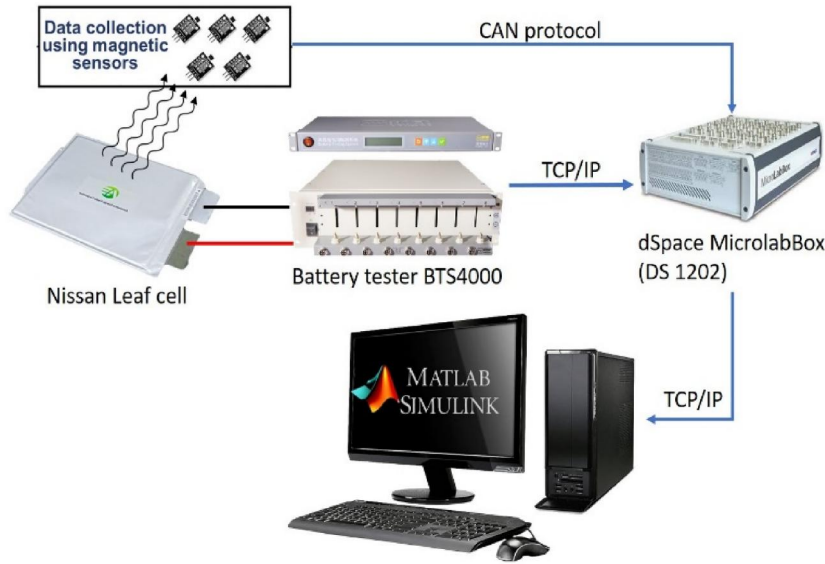 Data collection
using magnetic
sensors
CAN protocol
TCP/IP
MicroLabBox
dSpace MicrolabBox
(DS 1202)
Battery tester BTS4000
Nissan Leaf cell
MATLAB
SIMULINK
TCP/IP